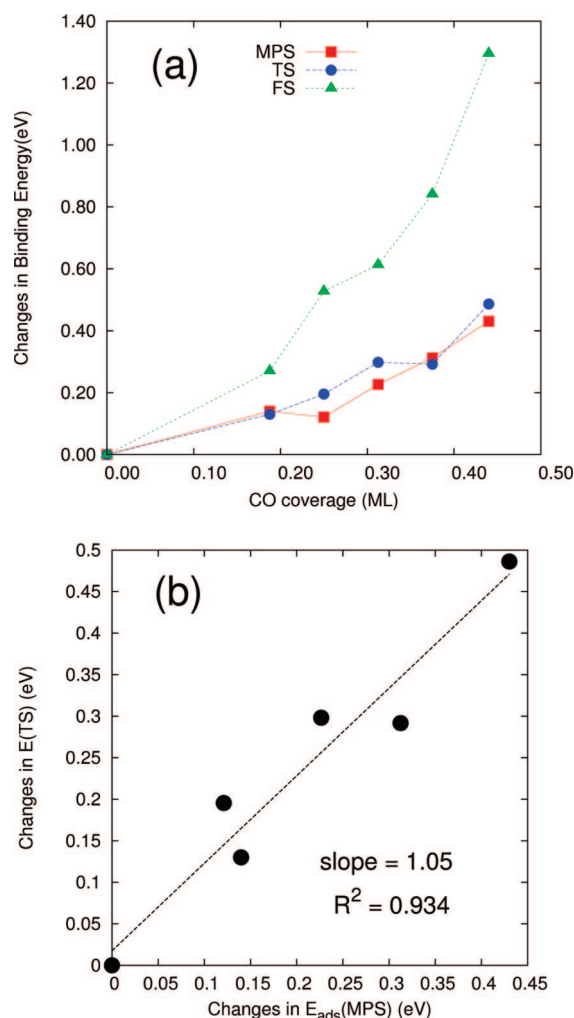 (a)
MPS
TS
FS
Changes in Binding Energy(eV)
1.40
1.20
1.00
0.80
0.60
0.40
0.20
0.00
0.00 0.10 0.20 0.30 0.40 0.50
CO coverage (ML)
(b)
Changes in E(TS) (eV)
0.5
0.45
0.4
0.35
0.3
0.25
0.2
0.15
0.1
0.05
0
slope = 1.05
R² = 0.934
0 0.05 0.1 0.15 0.2 0.25 0.3 0.35 0.4 0.45
Changes in E_ads(MPS) (eV)